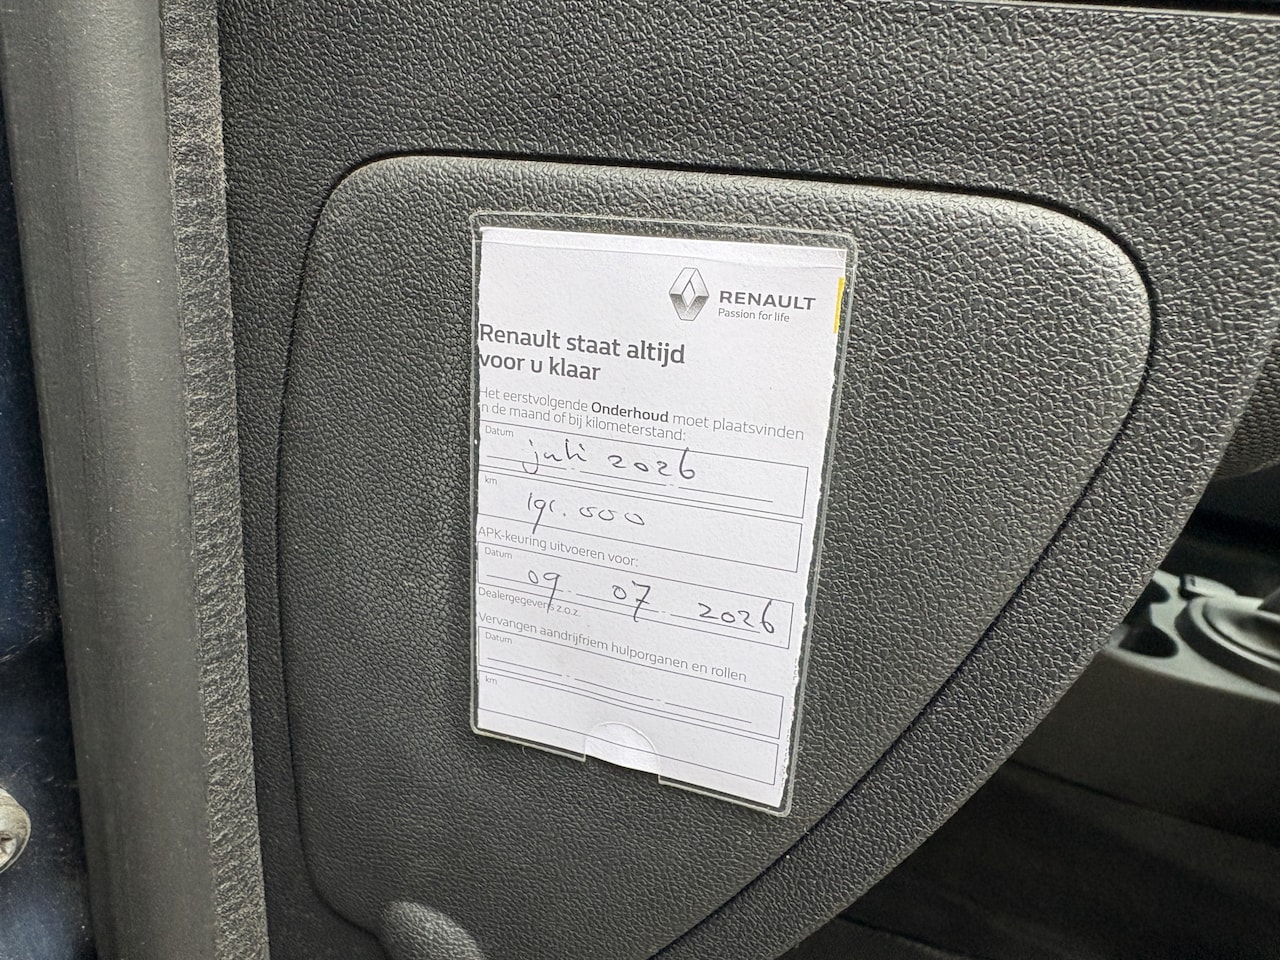 RENAULT
Passion for life
Renault staat altijd
voor u klaar
Het eerstvolgende Onderhoud moet plaatsvinden
in de maand of bij kilometerstand:
Datum
juli 2026
km
191.000
APK-keuring uitvoeren voor:
Datum
09 07 2026
Dealergegevens z.o.z.
Vervangen aandrijfriem hulporganen en rollen
Datum
km